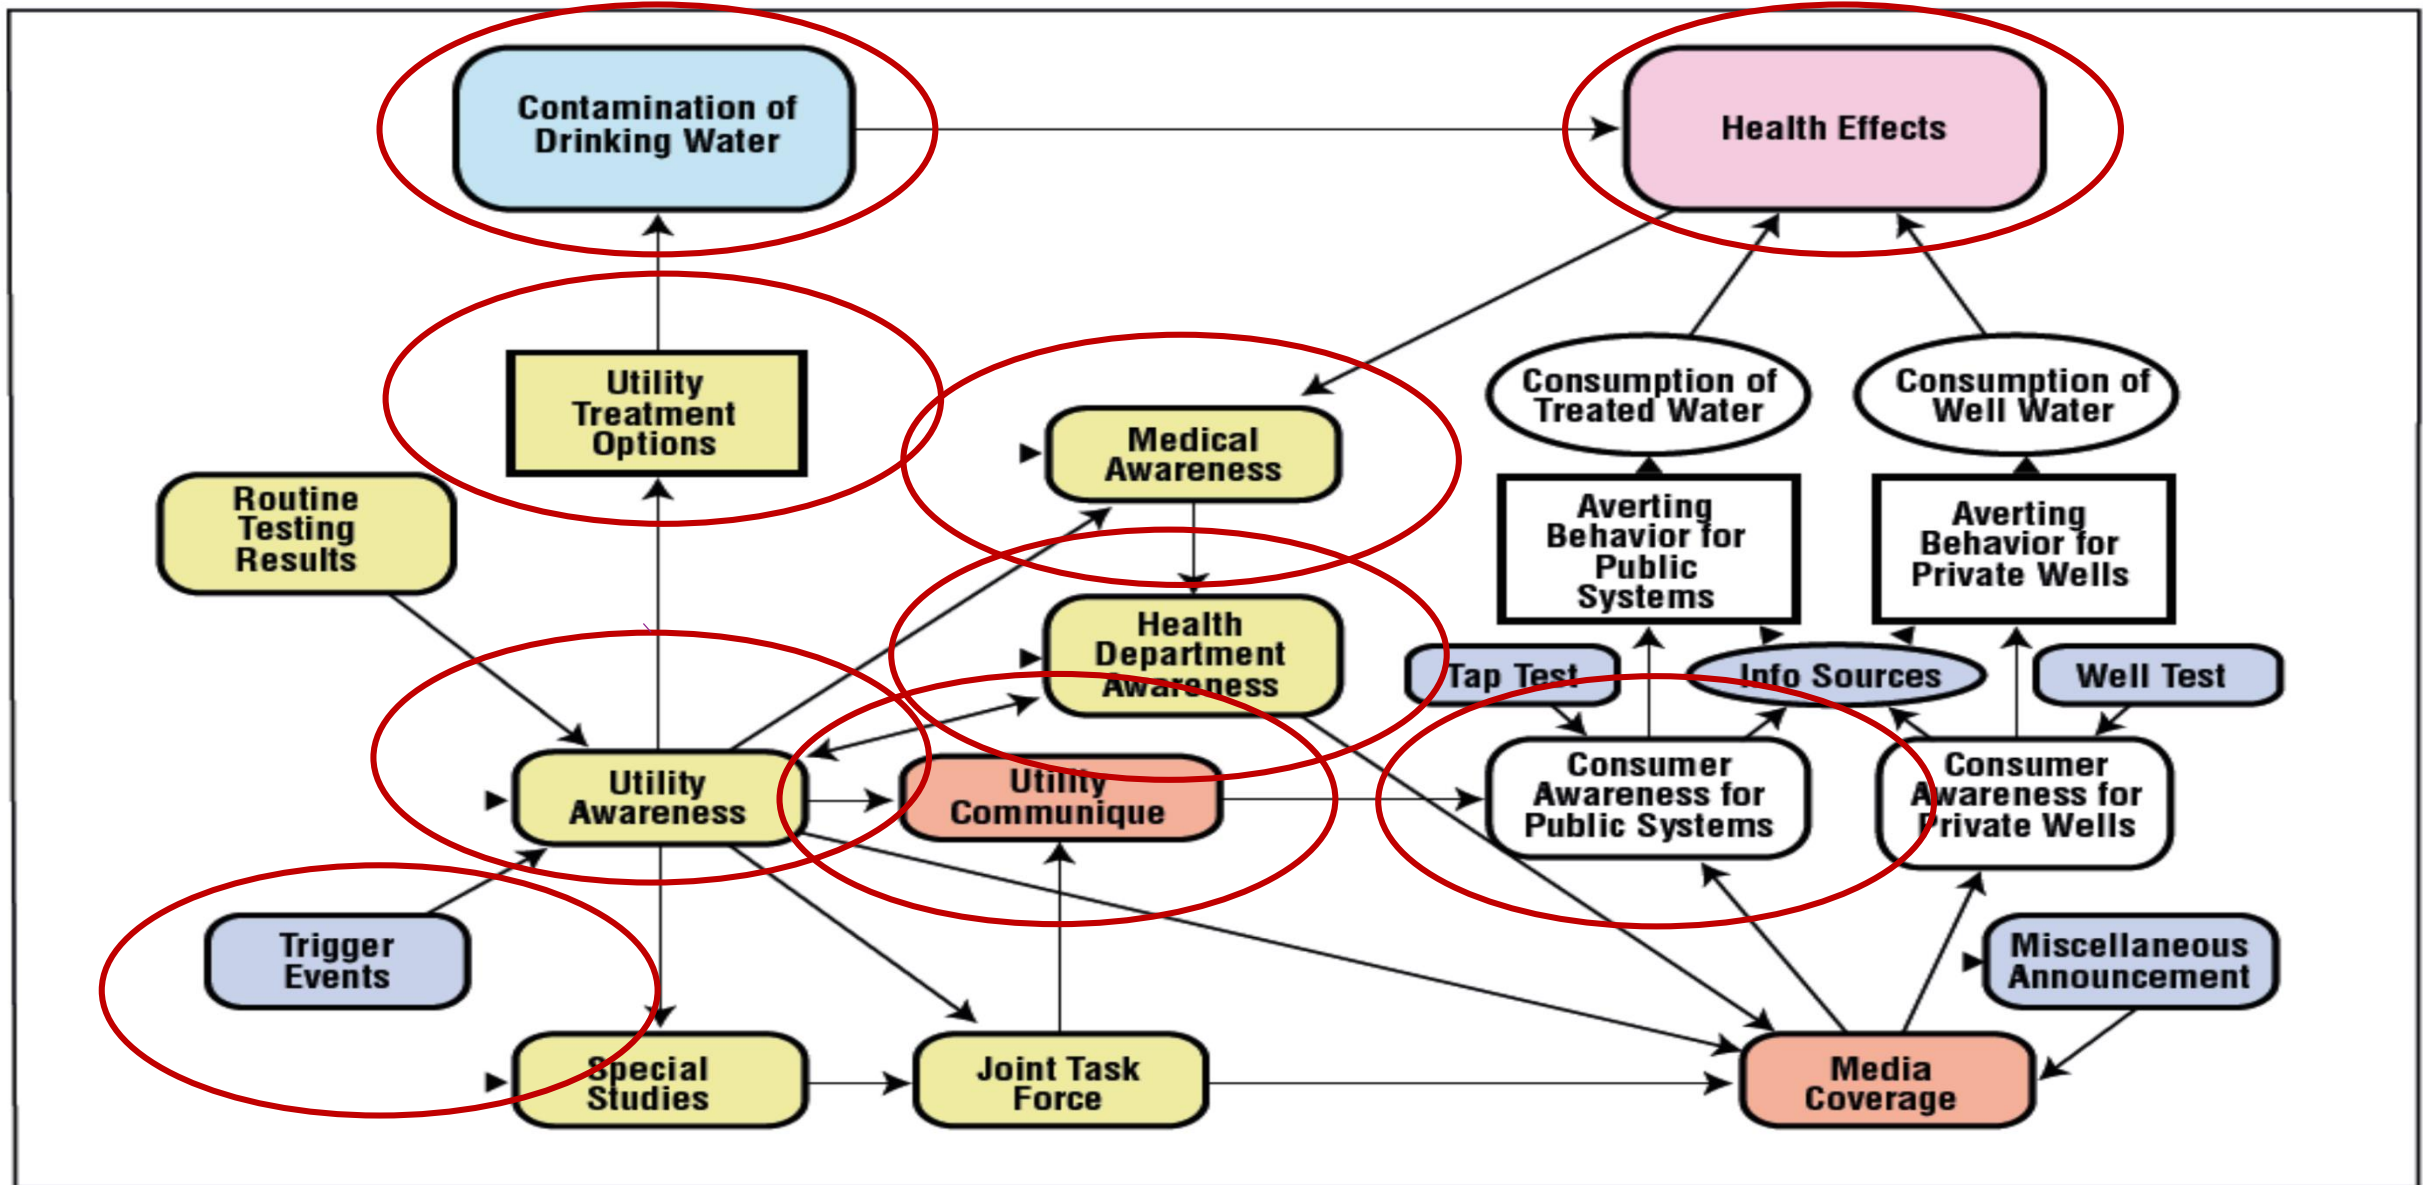 Contamination of
Drinking Water
Health Effects
Utility
Treatment
Options
Medical
Awareness
Consumption of
Treated Water
Consumption of
Well Water
Routine
Testing
Results
Averting
Behavior for
Public
Systems
Averting
Behavior for
Private Wells
Health
Department
Awareness
Tap Test
Info Sources
Well Test
Utility
Awareness
Utility
Communique
Consumer
Awareness for
Public Systems
Consumer
Awareness for
Private Wells
Trigger
Events
Miscellaneous
Announcement
Special
Studies
Joint Task
Force
Media
Coverage